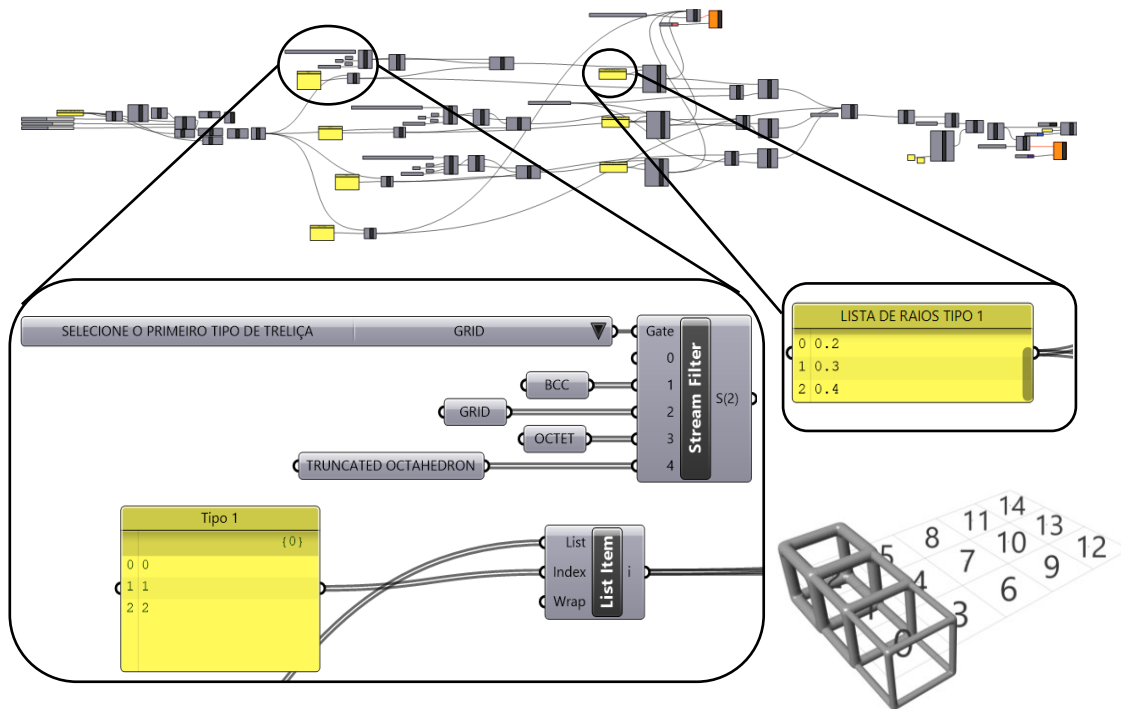 SELECIONE O PRIMEIRO TIPO DE TRELIÇA GRID
Gate
0
BCC 1
GRID 2
OCTET 3
TRUNCATED OCTAHEDRON 4
Stream Filter
S(2)
LISTA DE RAIOS TIPO 1
0 0.2
1 0.3
2 0.4
Tipo 1
{0}
0 0
1 1
2 2
List
Index
Wrap
List Item
i
14
11 13
8 10 12
5 7 9
4 6
3
0